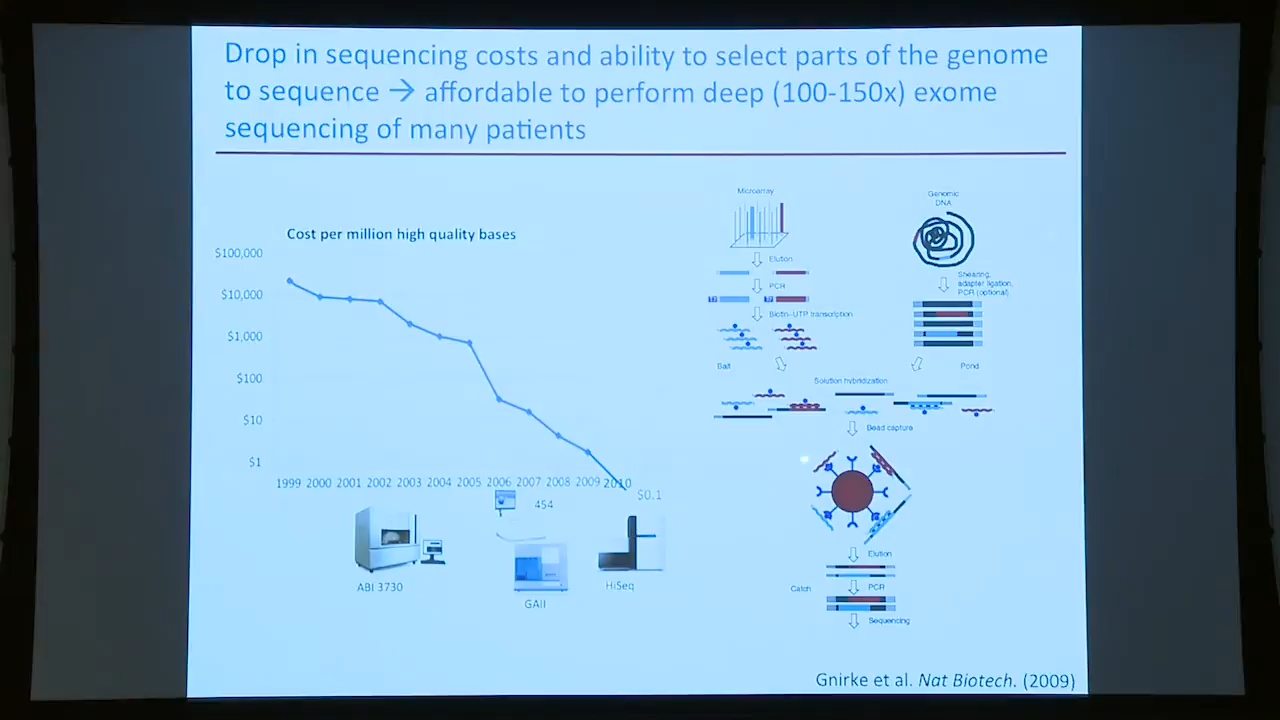 Drop in sequencing costs and ability to select parts of the genome
to sequence → affordable to perform deep (100-150x) exome
sequencing of many patients
Cost per million high quality bases
$100,000
$10,000
$1,000
$100
$10
$1
1999 2000 2001 2002 2003 2004 2005 2006 2007 2008 2009 2010
$0.1
454
ABI 3730
GAII
HiSeq
Microarray
Genomic
DNA
Elution
Shearing,
adapter ligation,
PCR (optional)
PCR
T7
T7
Biotin–UTP transcription
Bait
Pond
Solution hybridization
Bead capture
Elution
Catch
PCR
Sequencing
Gnirke et al. Nat Biotech. (2009)